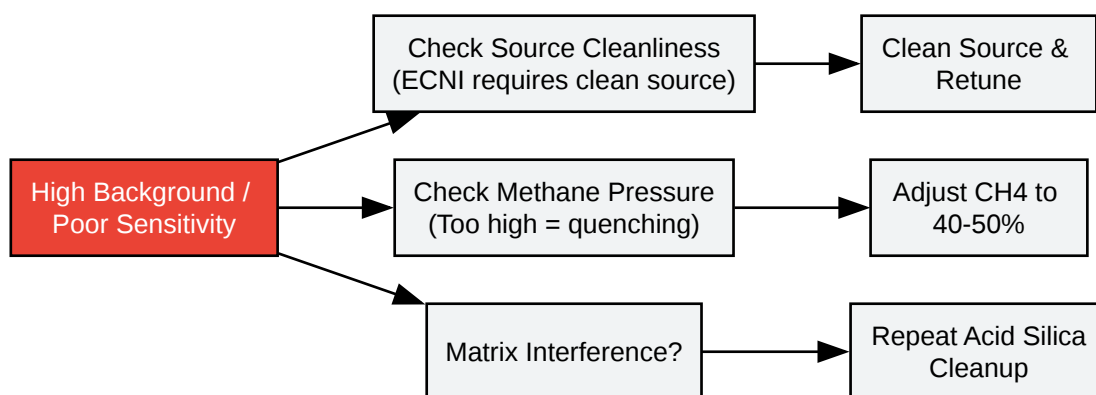 High Background /
Poor Sensitivity
Check Source Cleanliness
(ECNI requires clean source)
Clean Source &
Retune
Check Methane Pressure
(Too high = quenching)
Adjust CH4 to
40-50%
Matrix Interference?
Repeat Acid Silica
Cleanup